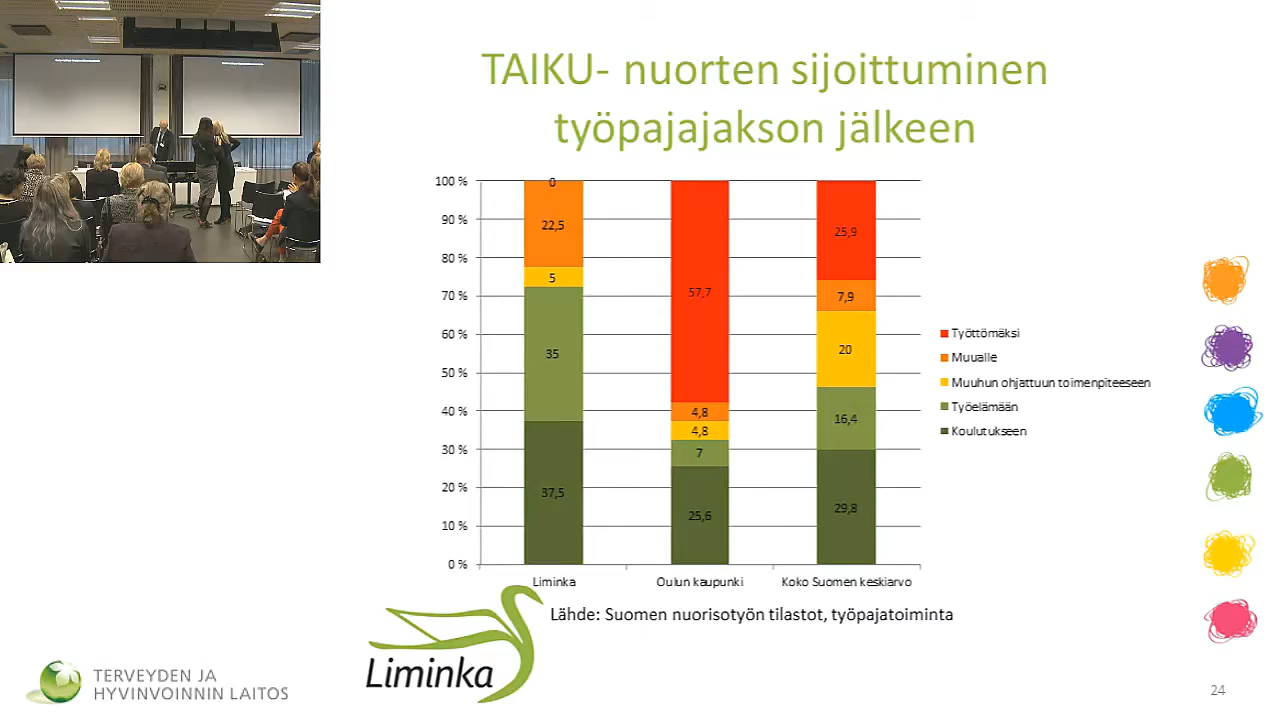 TAIKU- nuorten sijoittuminen
työpajajakson jälkeen
100 %
90 %
80 %
70 %
60 %
50 %
40 %
30 %
20 %
10 %
0 %
0
22,5
5
35
37,5
57,7
4,8
4,8
7
25,6
25,9
7,9
20
16,4
29,8
Liminka
Oulun kaupunki
Koko Suomen keskiarvo
Työttömäksi
Muualle
Muuhun ohjattuun toimenpiteeseen
Työelämään
Koulutukseen
Lähde: Suomen nuorisotyön tilastot, työpajatoiminta
Liminka
TERVEYDEN JA
HYVINVOINNIN LAITOS
24